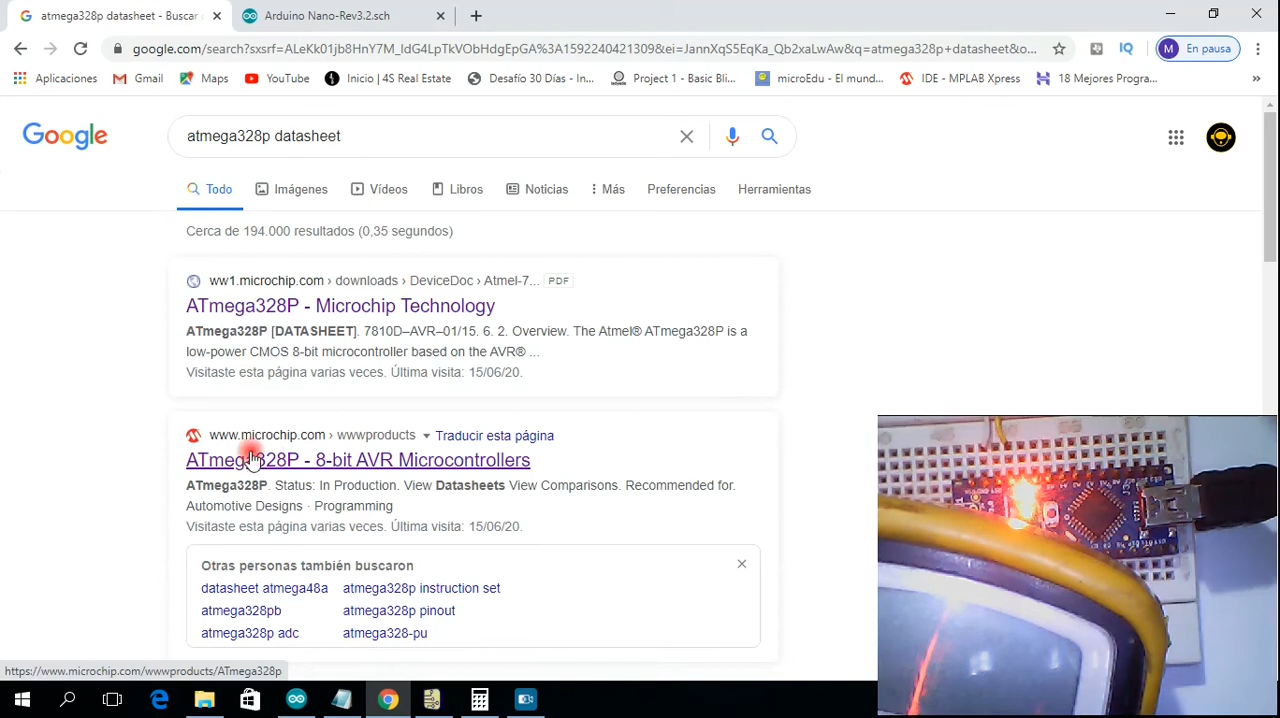 atmega328p datasheet - Buscar
Arduino Nano-Rev3.2.sch
google.com/search?sxsrf=ALeKk01jb8HnY7M_ldG4LpTkVObHdgEpGA%3A1592240421309&ei=JannXqS5EqKa_Qb2xaLwAw&q=atmega328p+datasheet&o...
M En pausa
Aplicaciones Gmail Maps YouTube Inicio | 4S Real Estate Desafío 30 Días - In... Project 1 - Basic Bli... microEdu - El mund... IDE - MPLAB Xpress 18 Mejores Progra...
Google
atmega328p datasheet
Todo Imágenes Vídeos Libros Noticias Más Preferencias Herramientas
Cerca de 194.000 resultados (0,35 segundos)
ww1.microchip.com › downloads › DeviceDoc › Atmel-7... PDF
ATmega328P - Microchip Technology
ATmega328P [DATASHEET]. 7810D–AVR–01/15. 6. 2. Overview. The Atmel® ATmega328P is a
low-power CMOS 8-bit microcontroller based on the AVR® ...
Visitaste esta página varias veces. Última visita: 15/06/20.
www.microchip.com › wwwproducts Traducir esta página
ATmega328P - 8-bit AVR Microcontrollers
ATmega328P. Status: In Production. View Datasheets View Comparisons. Recommended for.
Automotive Designs · Programming
Visitaste esta página varias veces. Última visita: 15/06/20.
Otras personas también buscaron
datasheet atmega48a atmega328p instruction set
atmega328pb atmega328p pinout
atmega328p adc atmega328-pu
https://www.microchip.com/wwwproducts/ATmega328p